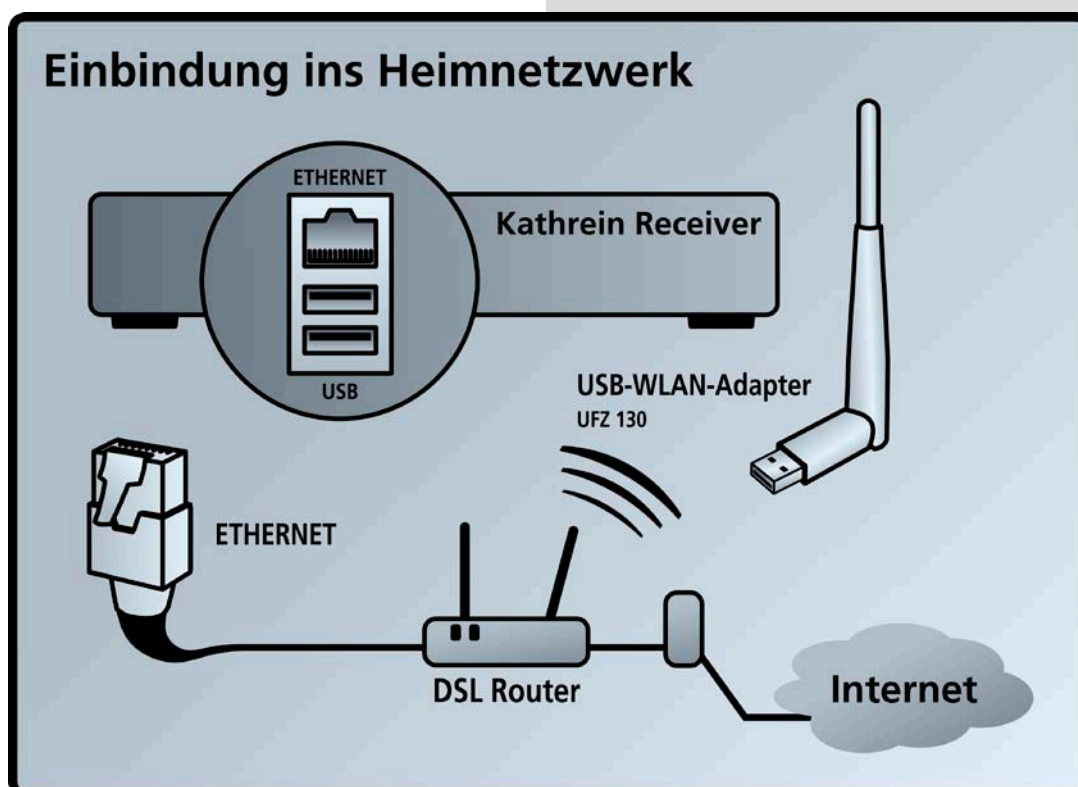 Einbindung ins Heimnetzwerk
ETHERNET
Kathrein Receiver
USB
USB-WLAN-Adapter
UFZ 130
ETHERNET
DSL Router
Internet